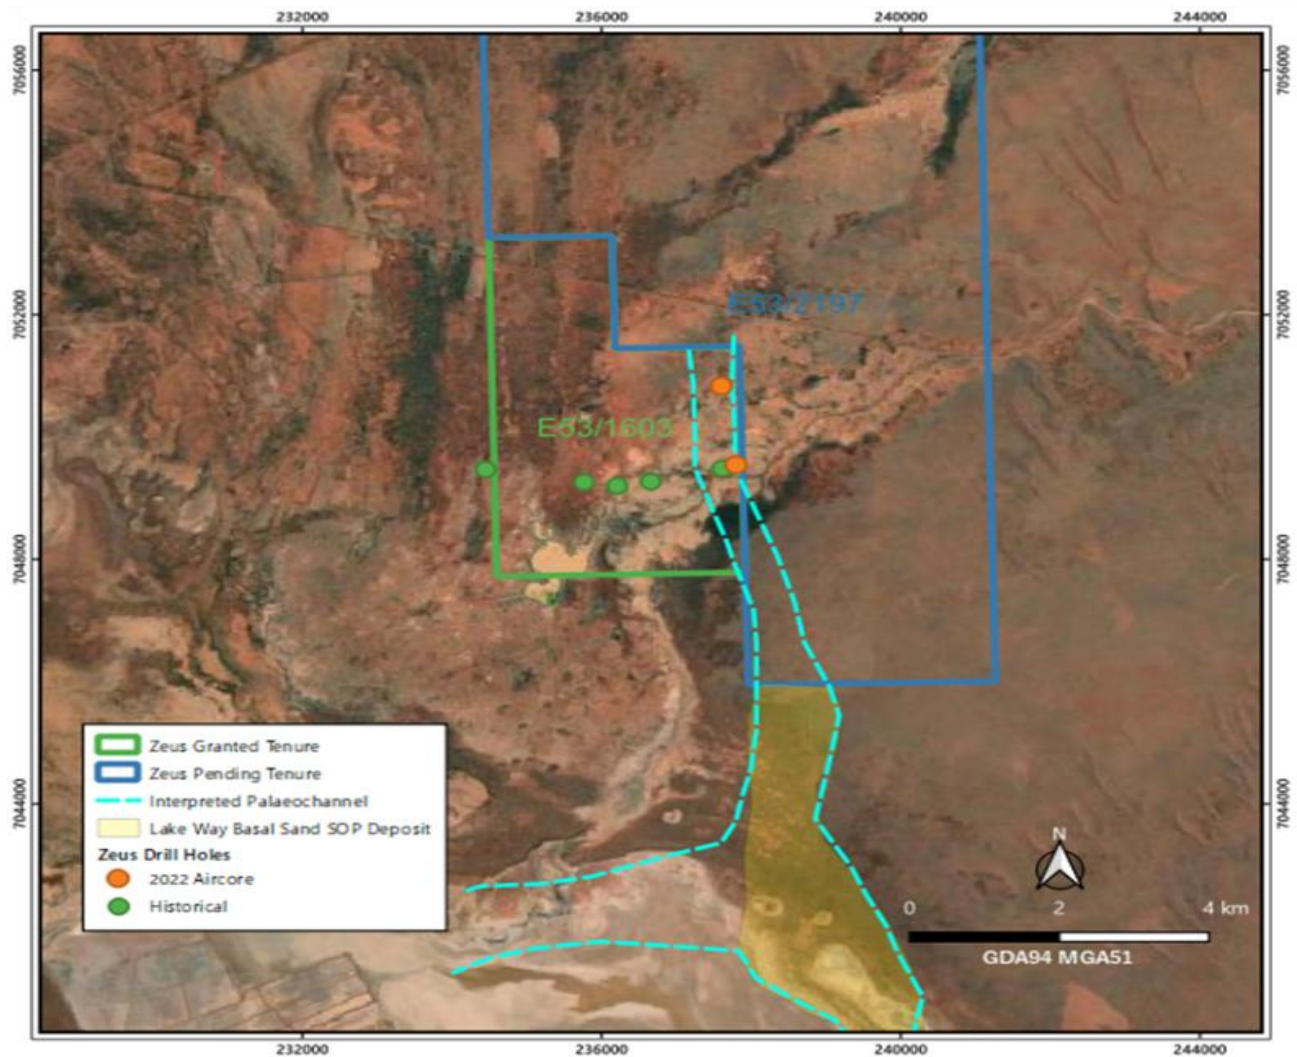 232000 236000 240000 244000
7056000 7056000
E53/2197
7052000 7052000
E53/1603
7048000 7048000
Zeus Granted Tenure
Zeus Pending Tenure
Interpreted Palaeochannel
Lake Way Basal Sand SOP Deposit
Zeus Drill Holes
2022 Aircore
Historical
7044000 7044000
N
0 2 4 km
GDA94 MGA51
232000 236000 240000 244000